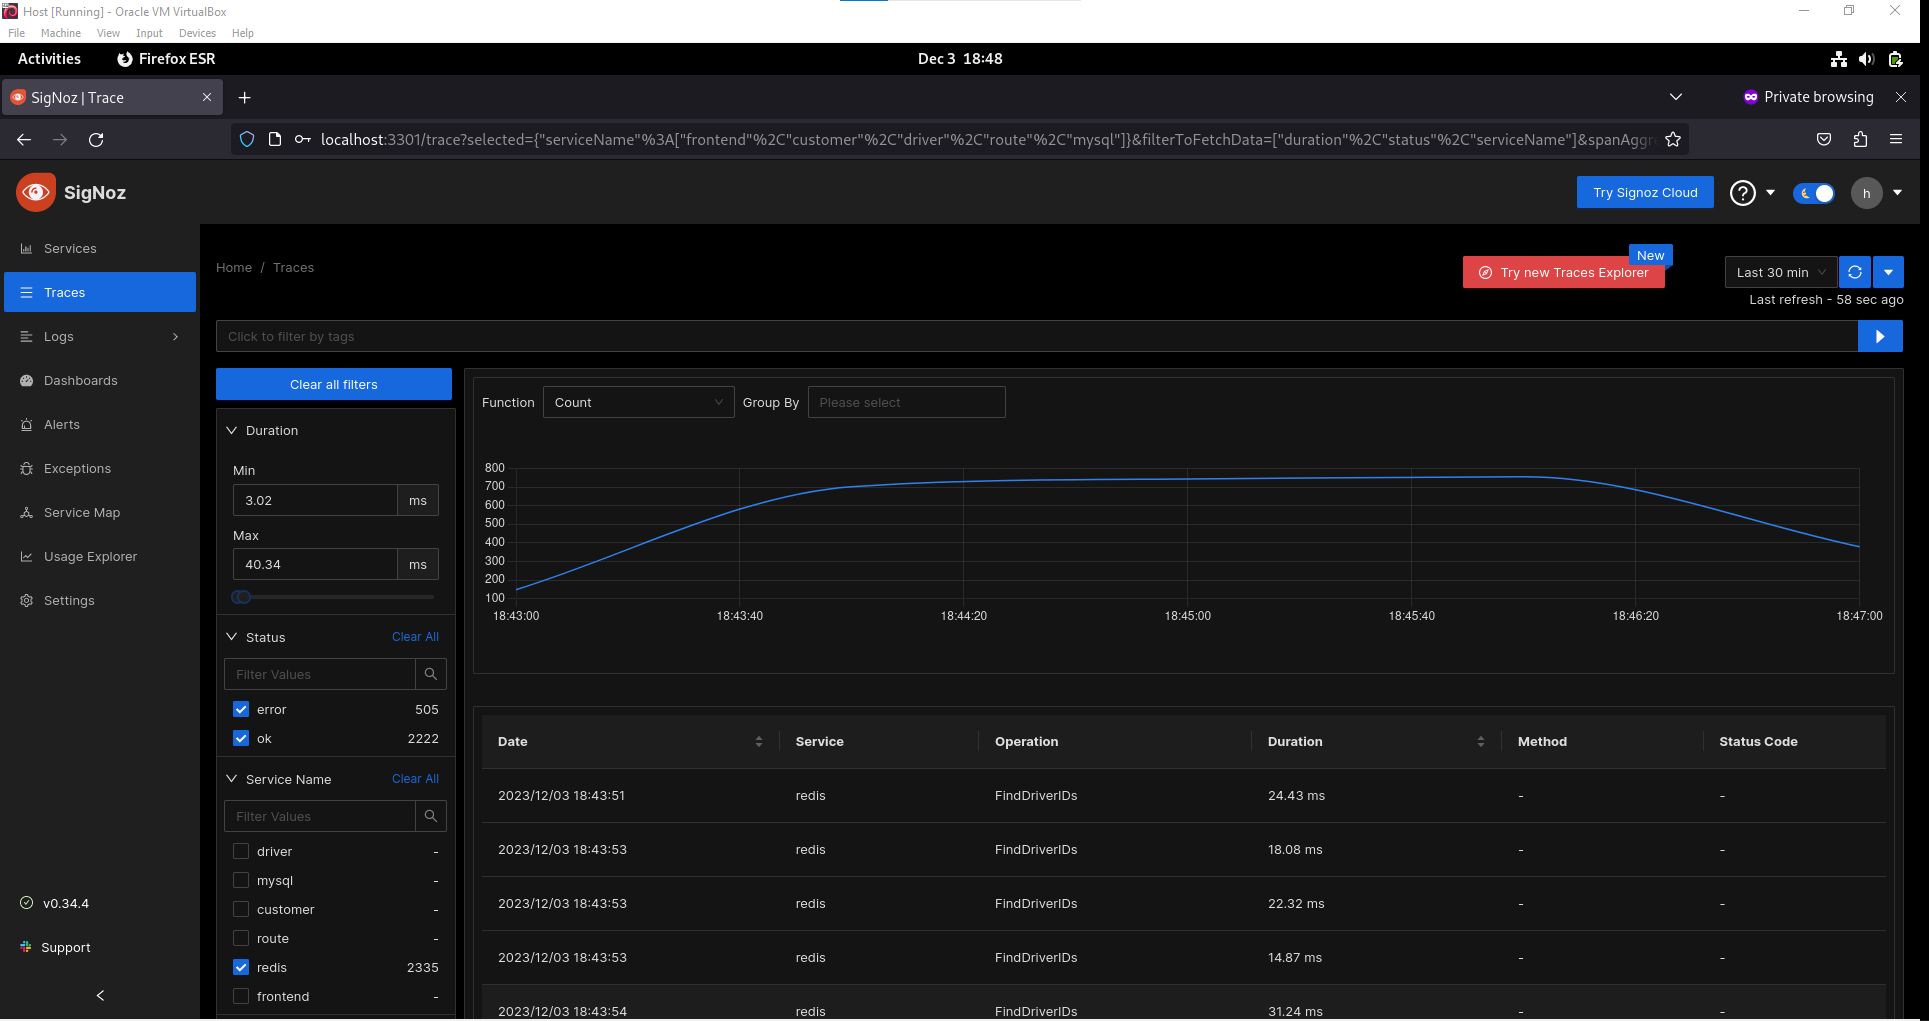 Host [Running] - Oracle VM VirtualBox
File Machine View Input Devices Help
Activities Firefox ESR Dec 3 18:48
SigNoz | Trace Private browsing
localhost:3301/trace?selected={"serviceName"%3A["frontend"%2C"customer"%2C"driver"%2C"route"%2C"mysql"]}&filterToFetchData=["duration"%2C"status"%2C"serviceName"]&spanAggre
SigNoz Try Signoz Cloud h
Services
Traces
Logs
Dashboards
Alerts
Exceptions
Service Map
Usage Explorer
Settings
v0.34.4
Support
Home / Traces
New
Try new Traces Explorer
Last 30 min
Last refresh - 58 sec ago
Click to filter by tags
Clear all filters
Duration
Min
3.02 ms
Max
40.34 ms
Status Clear All
Filter Values
error 505
ok 2222
Service Name Clear All
Filter Values
driver -
mysql -
customer -
route -
redis 2335
frontend -
Function Count Group By Please select
800
700
600
500
400
300
200
100
18:43:00 18:43:40 18:44:20 18:45:00 18:45:40 18:46:20 18:47:00
Date Service Operation Duration Method Status Code
2023/12/03 18:43:51 redis FindDriverIDs 24.43 ms - -
2023/12/03 18:43:53 redis FindDriverIDs 18.08 ms - -
2023/12/03 18:43:53 redis FindDriverIDs 22.32 ms - -
2023/12/03 18:43:53 redis FindDriverIDs 14.87 ms - -
2023/12/03 18:43:54 redis FindDriverIDs 31.24 ms - -